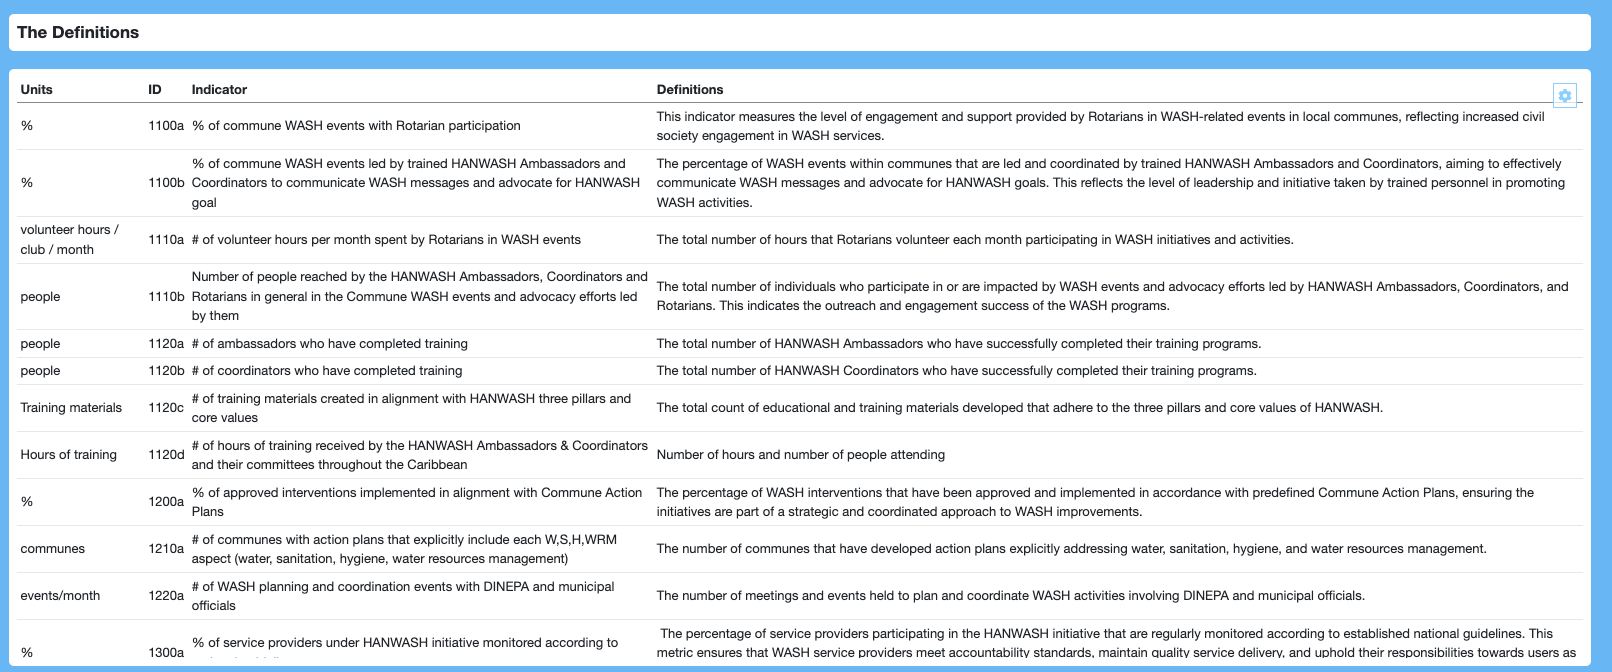 The Definitions
Units ID Indicator Definitions
% 1100a % of commune WASH events with Rotarian participation
This indicator measures the level of engagement and support provided by Rotarians in WASH-related events in local communes, reflecting increased civil
society engagement in WASH services.
% 1100b
% of commune WASH events led by trained HANWASH Ambassadors and
Coordinators to communicate WASH messages and advocate for HANWASH
goal
The percentage of WASH events within communes that are led and coordinated by trained HANWASH Ambassadors and Coordinators, aiming to effectively
communicate WASH messages and advocate for HANWASH goals. This reflects the level of leadership and initiative taken by trained personnel in promoting
WASH activities.
volunteer hours /
club / month
1110a # of volunteer hours per month spent by Rotarians in WASH events
The total number of hours that Rotarians volunteer each month participating in WASH initiatives and activities.
people 1110b
Number of people reached by the HANWASH Ambassadors, Coordinators and
Rotarians in general in the Commune WASH events and advocacy efforts led
by them
The total number of individuals who participate in or are impacted by WASH events and advocacy efforts led by HANWASH Ambassadors, Coordinators, and
Rotarians. This indicates the outreach and engagement success of the WASH programs.
people 1120a # of ambassadors who have completed training The total number of HANWASH Ambassadors who have successfully completed their training programs.
people 1120b # of coordinators who have completed training The total number of HANWASH Coordinators who have successfully completed their training programs.
Training materials 1120c
# of training materials created in alignment with HANWASH three pillars and
core values
The total count of educational and training materials developed that adhere to the three pillars and core values of HANWASH.
Hours of training 1120d
# of hours of training received by the HANWASH Ambassadors & Coordinators
and their committees throughout the Caribbean
Number of hours and number of people attending
% 1200a
% of approved interventions implemented in alignment with Commune Action
Plans
The percentage of WASH interventions that have been approved and implemented in accordance with predefined Commune Action Plans, ensuring the
initiatives are part of a strategic and coordinated approach to WASH improvements.
communes 1210a
# of communes with action plans that explicitly include each W,S,H,WRM
aspect (water, sanitation, hygiene, water resources management)
The number of communes that have developed action plans explicitly addressing water, sanitation, hygiene, and water resources management.
events/month 1220a
# of WASH planning and coordination events with DINEPA and municipal
officials
The number of meetings and events held to plan and coordinate WASH activities involving DINEPA and municipal officials.
% 1300a
% of service providers under HANWASH initiative monitored according to
The percentage of service providers participating in the HANWASH initiative that are regularly monitored according to established national guidelines. This
metric ensures that WASH service providers meet accountability standards, maintain quality service delivery, and uphold their responsibilities towards users as